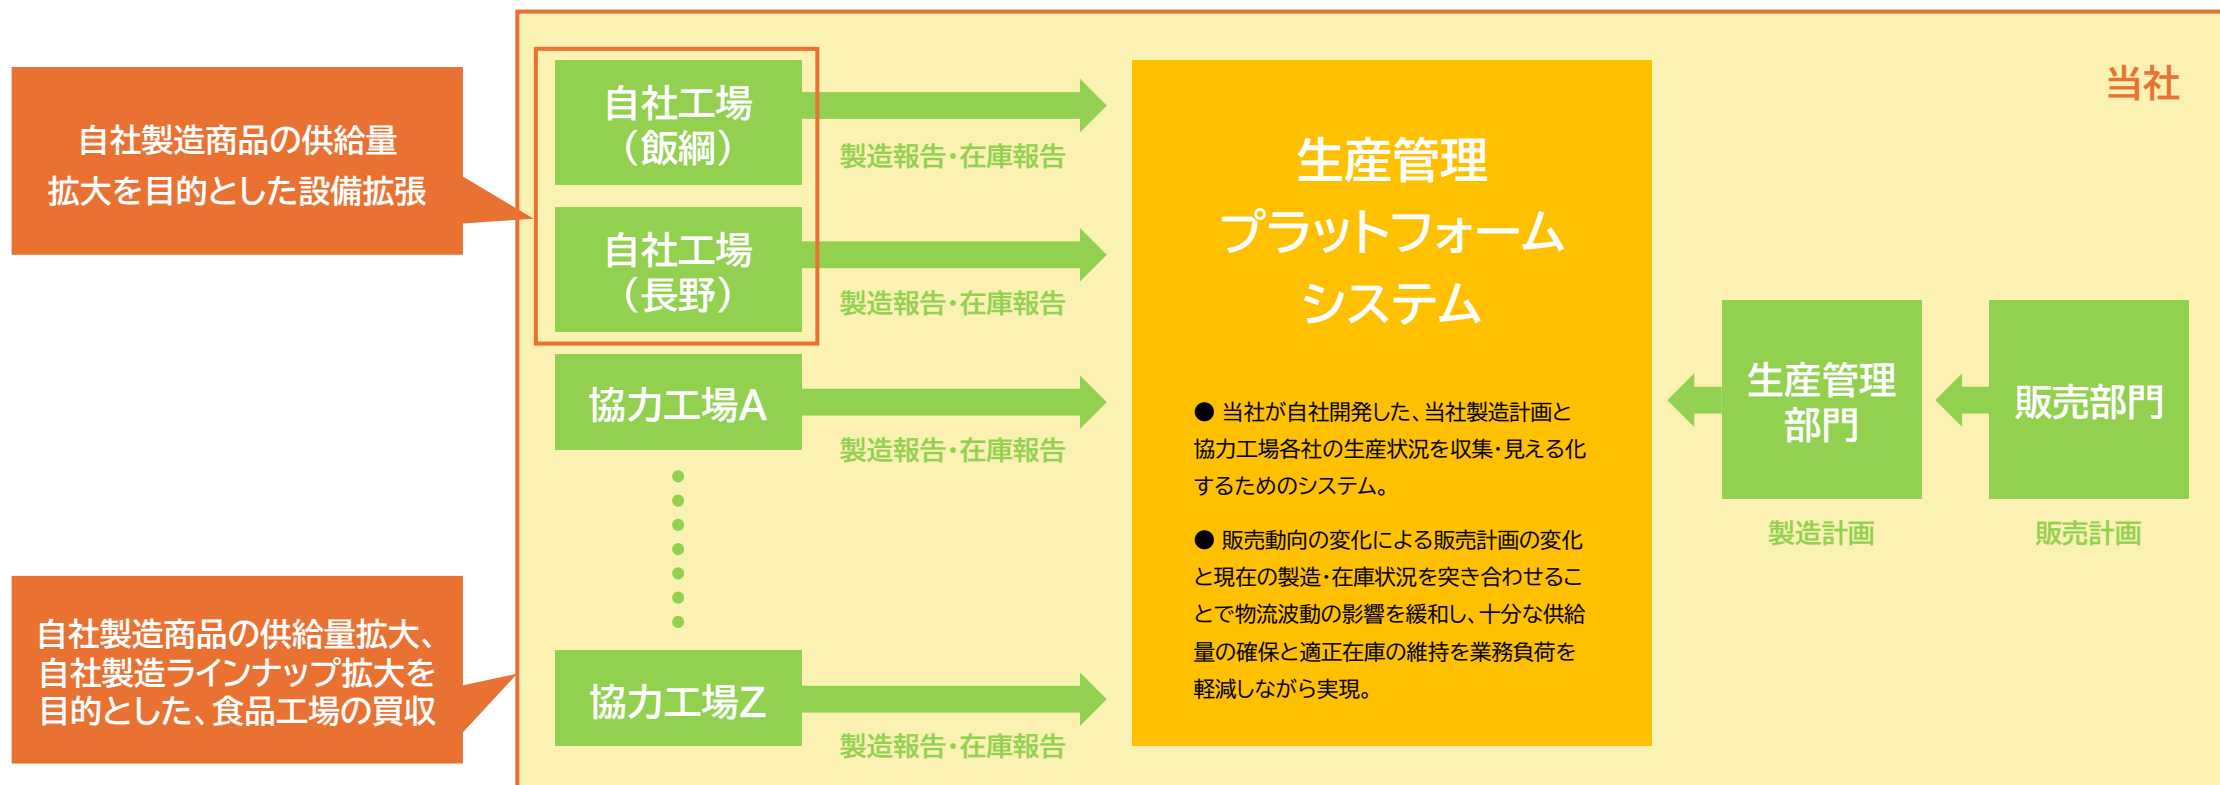 当社
自社製造商品の供給量
拡大を目的とした設備拡張
自社工場
（飯綱）
製造報告・在庫報告
自社工場
（長野）
製造報告・在庫報告
協力工場A
製造報告・在庫報告
自社製造商品の供給量拡大、
自社製造ラインナップ拡大を
目的とした、食品工場の買収
協力工場Z
製造報告・在庫報告
生産管理
プラットフォーム
システム
● 当社が自社開発した、当社製造計画と
協力工場各社の生産状況を収集・見える化
するためのシステム。
● 販売動向の変化による販売計画の変化
と現在の製造・在庫状況を突き合わせるこ
とで物流波動の影響を緩和し、十分な供給
量の確保と適正在庫の維持を業務負荷を
軽減しながら実現。
生産管理
部門
製造計画
販売部門
販売計画